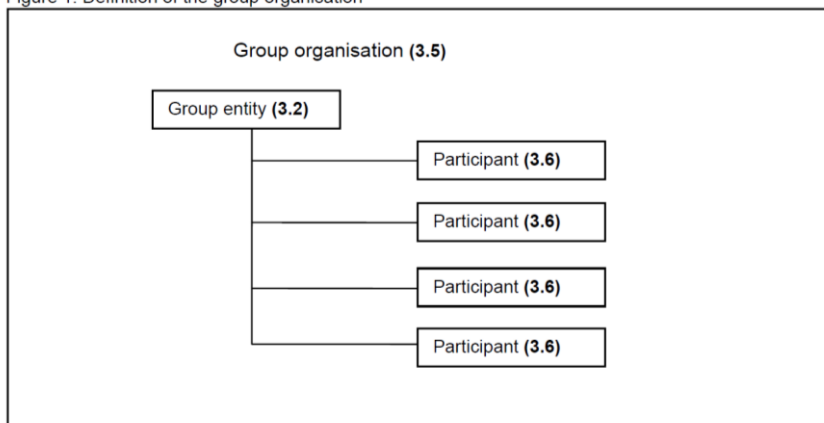 Figure 1: Definition of the group organisation
Group organisation (3.5)
Group entity (3.2)
Participant (3.6)
Participant (3.6)
Participant (3.6)
Participant (3.6)